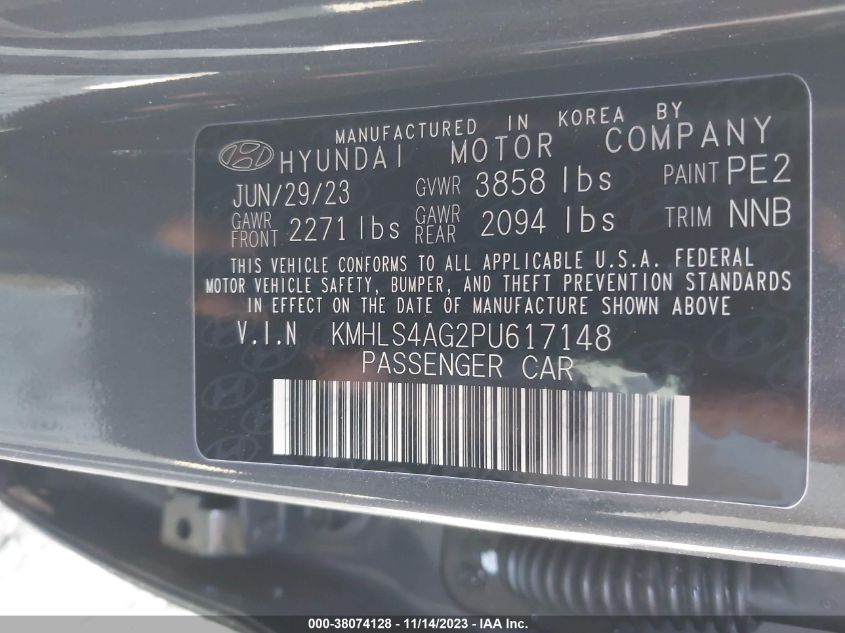 MANUFACTURED IN KOREA BY
HYUNDAI MOTOR COMPANY
JUN/29/23 GVWR 3858 lbs PAINT PE2
GAWR FRONT 2271 lbs GAWR REAR 2094 lbs TRIM NNB
THIS VEHICLE CONFORMS TO ALL APPLICABLE U.S.A. FEDERAL
MOTOR VEHICLE SAFETY, BUMPER, AND THEFT PREVENTION STANDARDS
IN EFFECT ON THE DATE OF MANUFACTURE SHOWN ABOVE
V.I.N KMHLS4AG2PU617148
PASSENGER CAR
000-38074128 - 11/14/2023 - IAA Inc.